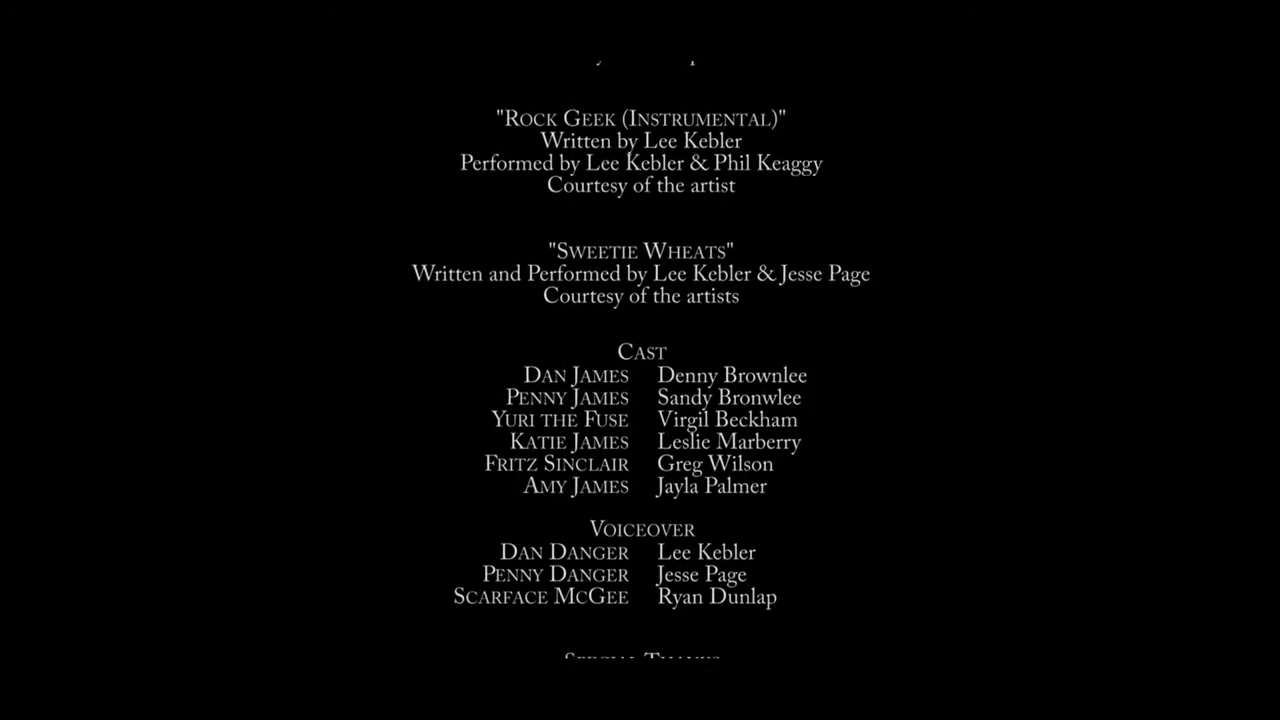 "Rock Geek (Instrumental)"
Written by Lee Kebler
Performed by Lee Kebler & Phil Keaggy
Courtesy of the artist
"Sweetie Wheats"
Written and Performed by Lee Kebler & Jesse Page
Courtesy of the artists
Cast
Dan James Denny Brownlee
Penny James Sandy Bronwlee
Yuri the Fuse Virgil Beckham
Katie James Leslie Marberry
Fritz Sinclair Greg Wilson
Amy James Jayla Palmer
Voiceover
Dan Danger Lee Kebler
Penny Danger Jesse Page
Scarface McGee Ryan Dunlap
Special Thanks